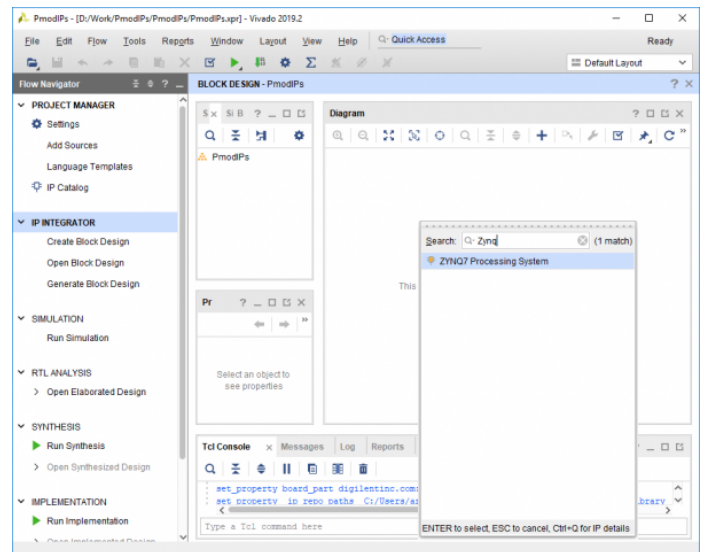 PmodIPs - [D:/Work/PmodIPs/PmodIPs/PmodIPs.xpr] - Vivado 2019.2
File Edit Flow Tools Reports Window Layout View Help Q- Quick Access Ready
Default Layout
Flow Navigator
BLOCK DESIGN - PmodIPs
PROJECT MANAGER
Settings
Add Sources
Language Templates
IP Catalog
IP INTEGRATOR
Create Block Design
Open Block Design
Generate Block Design
SIMULATION
Run Simulation
RTL ANALYSIS
Open Elaborated Design
SYNTHESIS
Run Synthesis
Open Synthesized Design
IMPLEMENTATION
Run Implementation
Open Implemented Design
S Si B
PmodIPs
Pr
Select an object to
see properties
Diagram
This
Search: Q- Zynq (1 match)
ZYNQ7 Processing System
ENTER to select, ESC to cancel, Ctrl+Q for IP details
Tcl Console Messages Log Reports
set_property board_part digilentinc.com:
set_property ip_repo_paths C:/Users/ brary
Type a Tcl command here